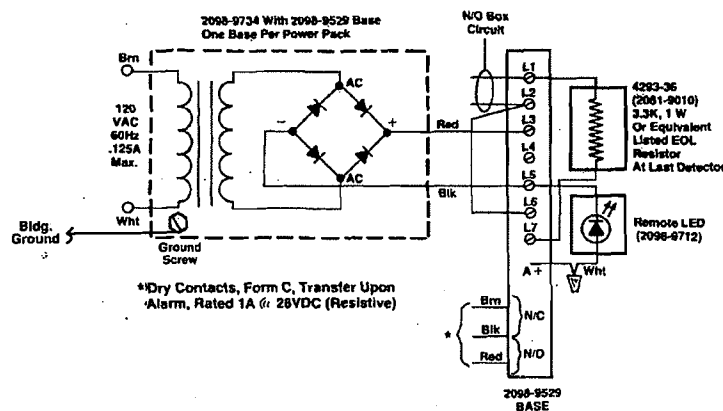 2098-9734 With 2098-9529 Base
One Base Per Power Pack
N/O Box
Circuit
Brn
120
VAC
60Hz
.125A
Max.
Wht
AC
AC
-
+
Red
Blk
L1
L2
L3
L4
L5
L6
L7
A+
4293-36
(2081-9010)
3.3K, 1 W
Or Equivalent
Listed EOL
Resistor
At Last Detector
Remote LED
(2098-9712)
Wht
Bldg.
Ground
Ground
Screw
*Dry Contacts, Form C, Transfer Upon
Alarm, Rated 1A @ 28VDC (Resistive)
*
Brn
Blk
Red
N/C
N/O
2098-9529
BASE